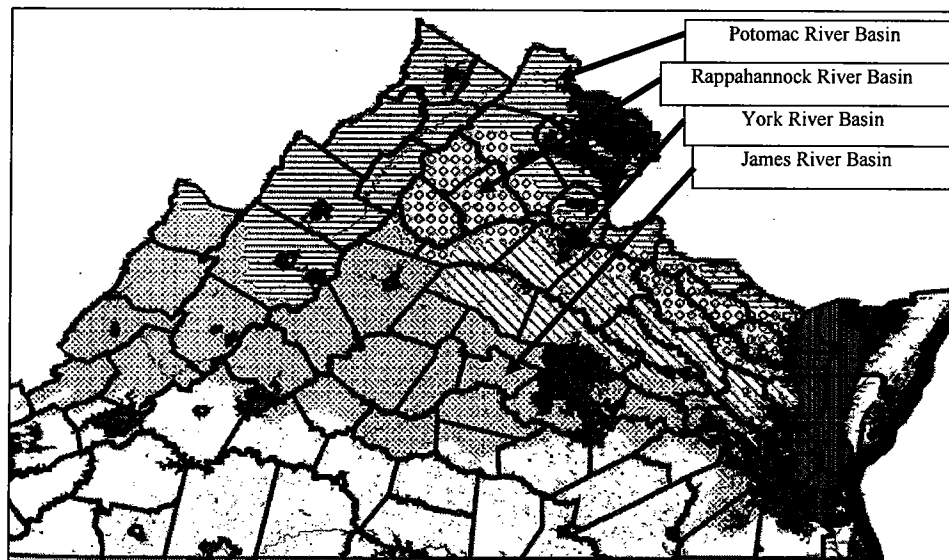 Potomac River Basin
Rappahannock River Basin
York River Basin
James River Basin